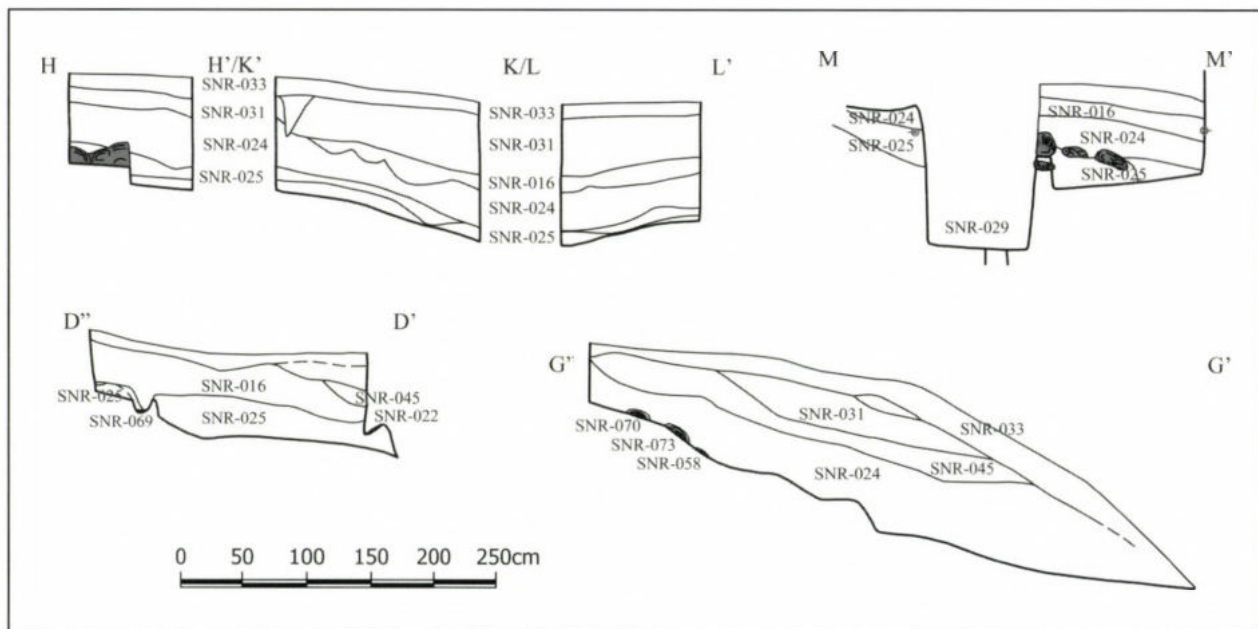 H H’/K’ K/L L’ M M’
SNR-033
SNR-031
SNR-024
SNR-025
SNR-033
SNR-031
SNR-016
SNR-024
SNR-025
SNR-024
SNR-025
SNR-029
SNR-016
SNR-024
SNR-025
D” D’
SNR-025
SNR-069
SNR-016
SNR-025
SNR-045
SNR-022
G” G’
SNR-070
SNR-073
SNR-058
SNR-031
SNR-033
SNR-024
SNR-045
0 50 100 150 200 250cm